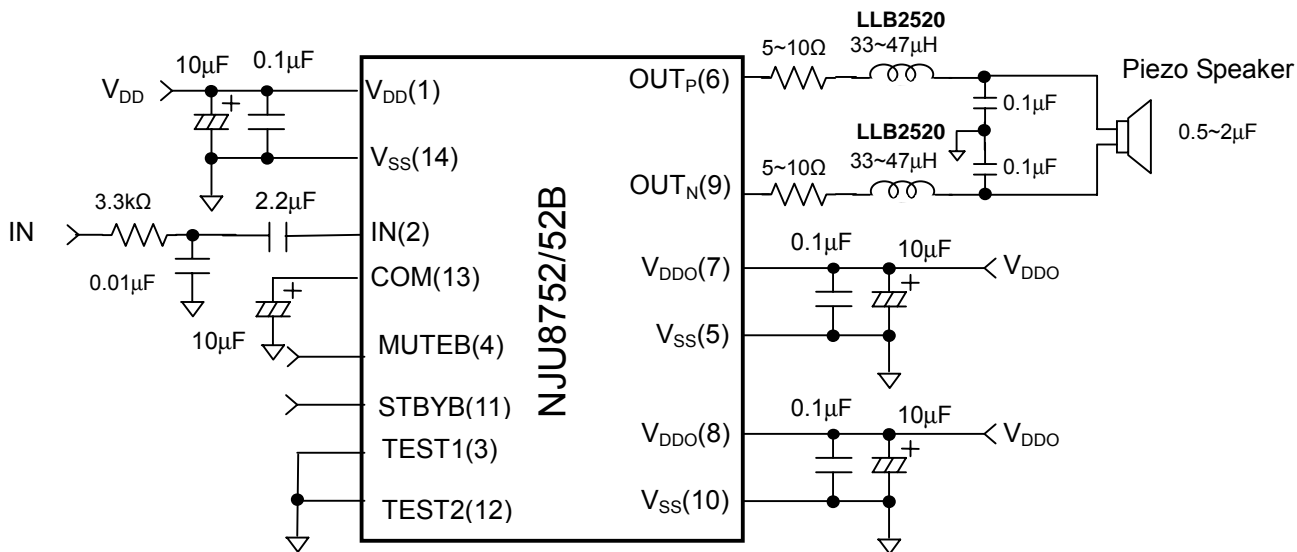 LLB2520
5~10Ω
33~47μH
OUTP(6)
0.1μF
Piezo Speaker
0.5~2μF
LLB2520
5~10Ω
33~47μH
0.1μF
OUTN(9)
10μF
0.1μF
VDD
VDD(1)
VSS(14)
3.3kΩ
2.2μF
IN
IN(2)
0.01μF
COM(13)
10μF
MUTEB(4)
STBYB(11)
TEST1(3)
TEST2(12)
NJU8752/52B
0.1μF
10μF
VDDO(7)
VDDO
VSS(5)
0.1μF
10μF
VDDO(8)
VDDO
VSS(10)